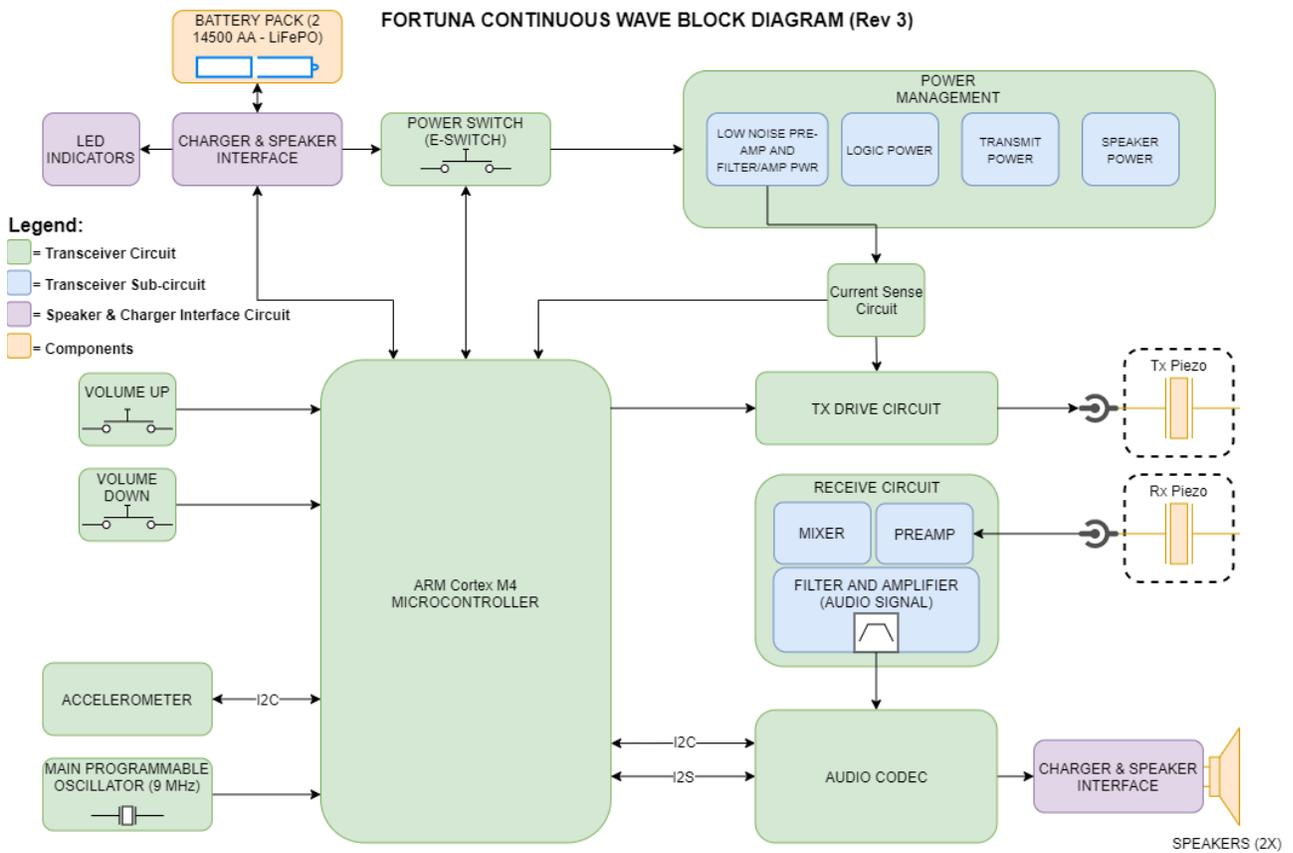 FORTUNA CONTINUOUS WAVE BLOCK DIAGRAM (Rev 3)
BATTERY PACK (2
14500 AA - LiFePO)
LED
INDICATORS
CHARGER & SPEAKER
INTERFACE
POWER SWITCH
(E-SWITCH)
POWER
MANAGEMENT
LOW NOISE PRE-
AMP AND
FILTER/AMP PWR
LOGIC POWER
TRANSMIT
POWER
SPEAKER
POWER
Legend:
= Transceiver Circuit
= Transceiver Sub-circuit
= Speaker & Charger Interface Circuit
= Components
Current Sense
Circuit
VOLUME UP
VOLUME
DOWN
ARM Cortex M4
MICROCONTROLLER
TX DRIVE CIRCUIT
Tx Piezo
RECEIVE CIRCUIT
MIXER
PREAMP
Rx Piezo
FILTER AND AMPLIFIER
(AUDIO SIGNAL)
ACCELEROMETER
I2C
MAIN PROGRAMMABLE
OSCILLATOR (9 MHz)
I2C
I2S
AUDIO CODEC
CHARGER & SPEAKER
INTERFACE
SPEAKERS (2X)